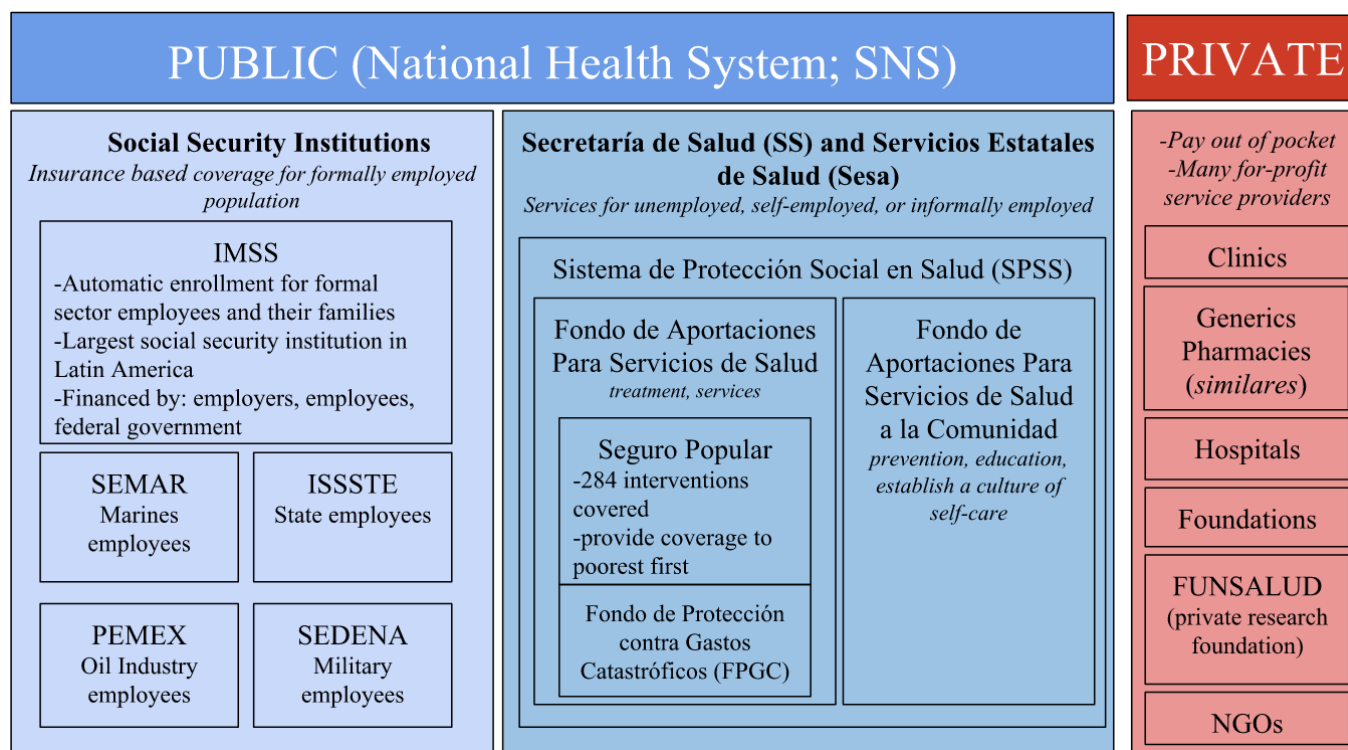 PUBLIC (National Health System; SNS)
PRIVATE
Social Security Institutions
Insurance based coverage for formally employed
population
IMSS
-Automatic enrollment for formal
sector employees and their families
-Largest social security institution in
Latin America
-Financed by: employers, employees,
federal government
SEMAR
Marines
employees
ISSSTE
State employees
PEMEX
Oil Industry
employees
SEDENA
Military
employees
Secretaría de Salud (SS) and Servicios Estatales
de Salud (Sesa)
Services for unemployed, self-employed, or informally employed
Sistema de Protección Social en Salud (SPSS)
Fondo de Aportaciones
Para Servicios de Salud
treatment, services
Seguro Popular
-284 interventions
covered
-provide coverage to
poorest first
Fondo de Protección
contra Gastos
Catastróficos (FPGC)
Fondo de
Aportaciones Para
Servicios de Salud
a la Comunidad
prevention, education,
establish a culture of
self-care
-Pay out of pocket
-Many for-profit
service providers
Clinics
Generics
Pharmacies
(similares)
Hospitals
Foundations
FUNSALUD
(private research
foundation)
NGOs